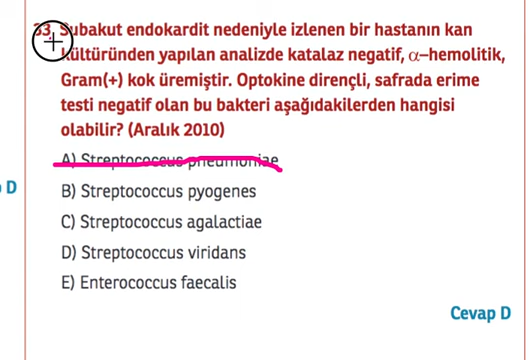 33. Subakut endokardit nedeniyle izlenen bir hastanın kan
kültüründen yapılan analizde katalaz negatif, α–hemolitik,
Gram(+) kok üremiştir. Optokine dirençli, safrada erime
testi negatif olan bu bakteri aşağıdakilerden hangisi
olabilir? (Aralık 2010)
A) Streptococcus pneumoniae
D
B) Streptococcus pyogenes
C) Streptococcus agalactiae
D) Streptococcus viridans
E) Enterococcus faecalis
Cevap D